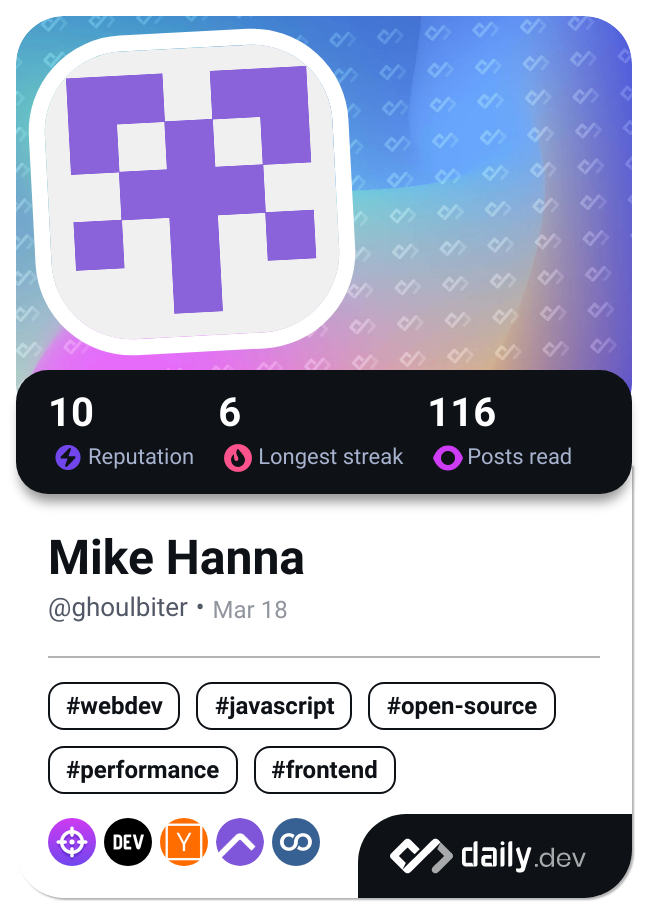 10 6 116
Reputation Longest streak Posts read
Mike Hanna
@ghoulbiter • Mar 18
#webdev #javascript #open-source
#performance #frontend
DEV Y
daily.dev